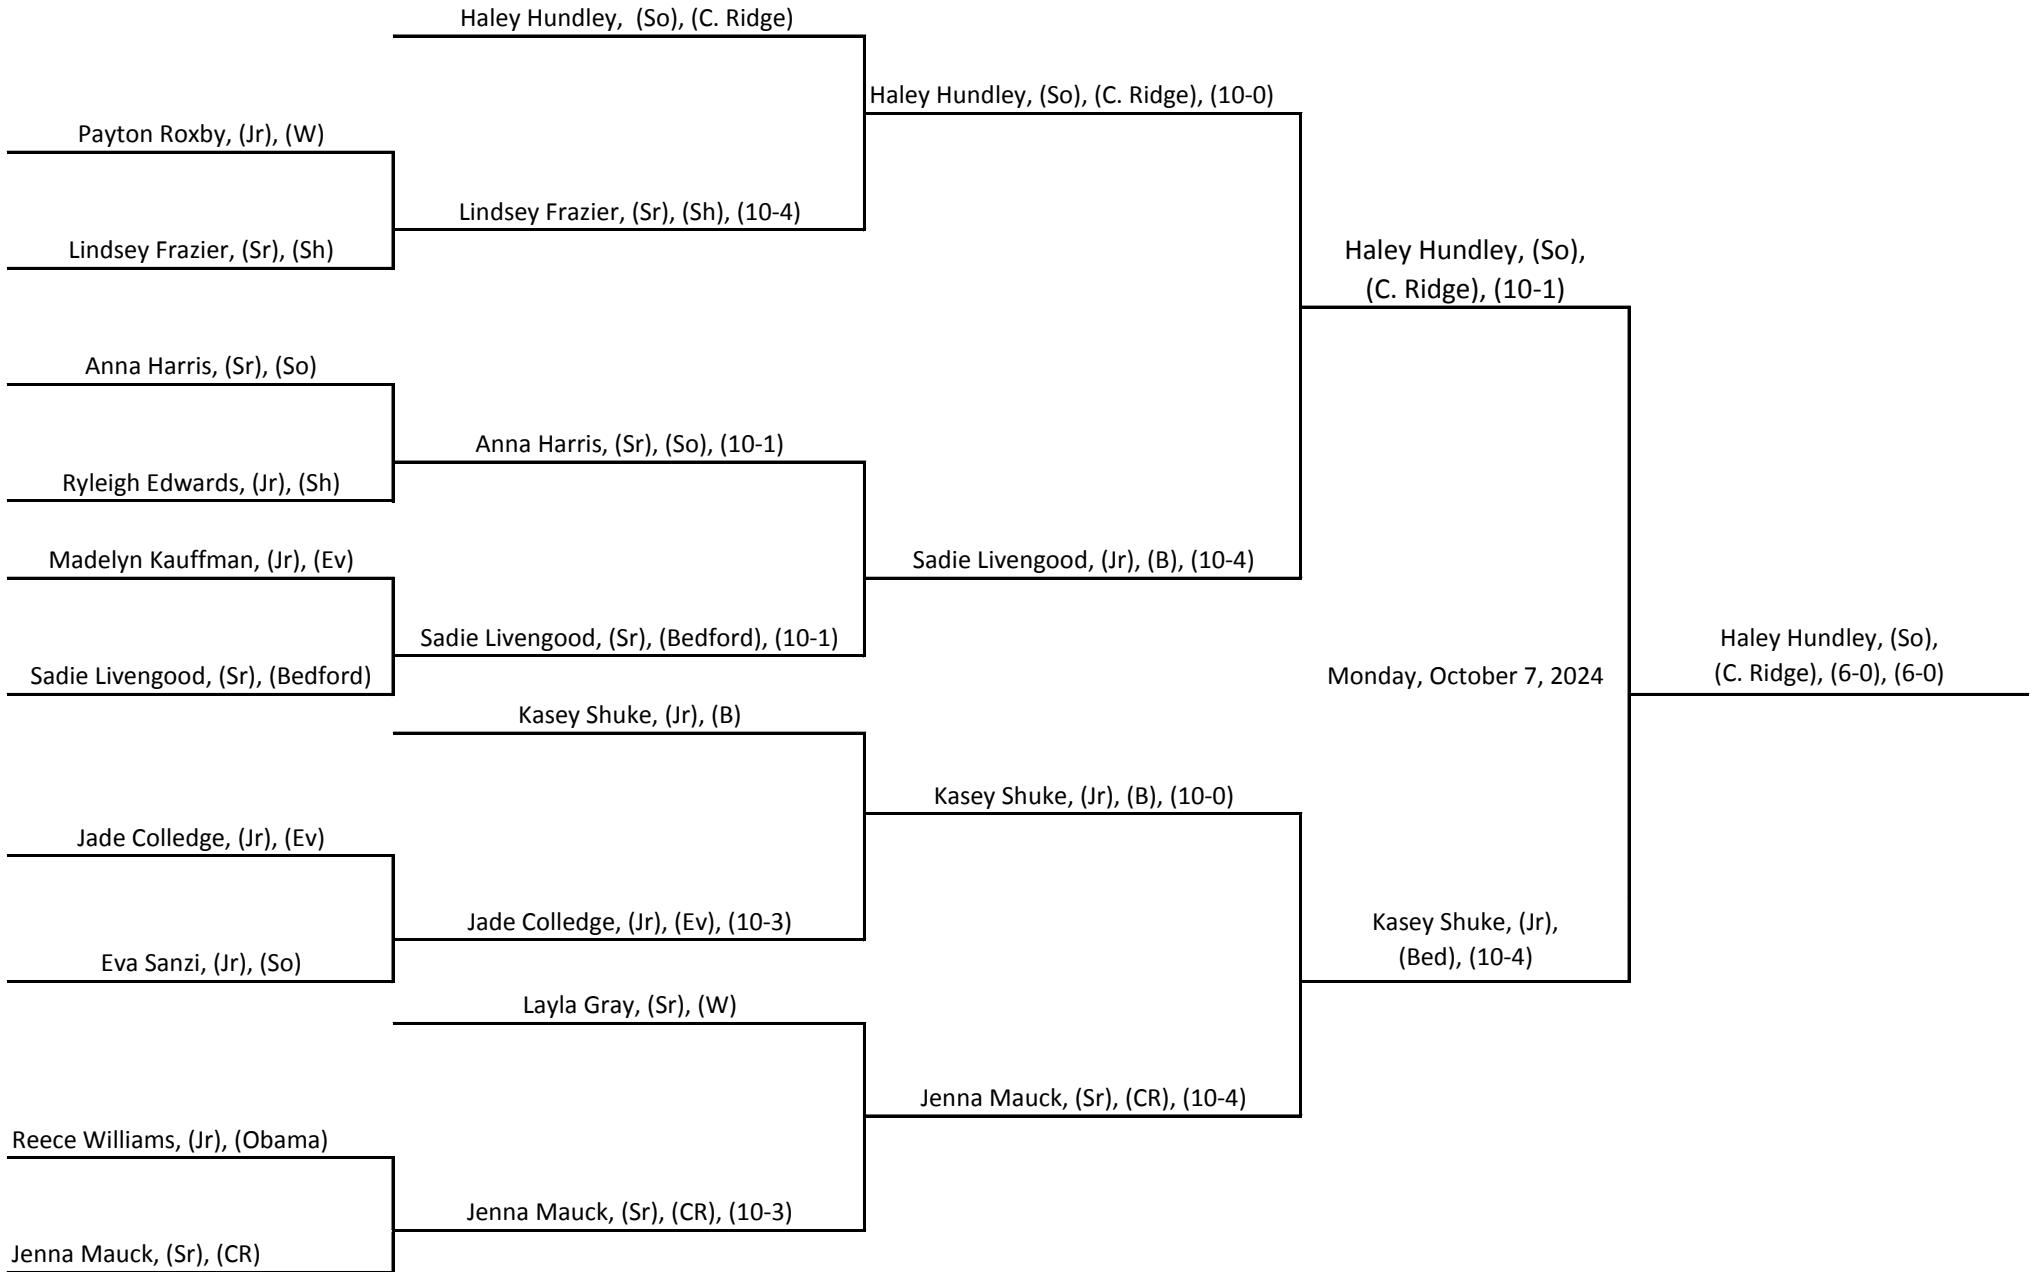 Haley Hundley,  (So), (C. Ridge)
Haley Hundley, (So), (C. Ridge), (10-0)
Payton Roxby, (Jr), (W)
Lindsey Frazier, (Sr), (Sh), (10-4)
Lindsey Frazier, (Sr), (Sh)
Haley Hundley, (So),
(C. Ridge), (10-1)
Anna Harris, (Sr), (So)
Anna Harris, (Sr), (So), (10-1)
Ryleigh Edwards, (Jr), (Sh)
Madelyn Kauffman, (Jr), (Ev)
Sadie Livengood, (Jr), (B), (10-4)
Sadie Livengood, (Sr), (Bedford), (10-1)
Haley Hundley, (So),
(C. Ridge), (6-0), (6-0)
Sadie Livengood, (Sr), (Bedford)
Monday, October 7, 2024
Kasey Shuke, (Jr), (B)
Kasey Shuke, (Jr), (B), (10-0)
Jade Colledge, (Jr), (Ev)
Jade Colledge, (Jr), (Ev), (10-3)
Kasey Shuke, (Jr),
(Bed), (10-4)
Eva Sanzi, (Jr), (So)
Layla Gray, (Sr), (W)
Jenna Mauck, (Sr), (CR), (10-4)
Reece Williams, (Jr), (Obama)
Jenna Mauck, (Sr), (CR), (10-3)
Jenna Mauck, (Sr), (CR)